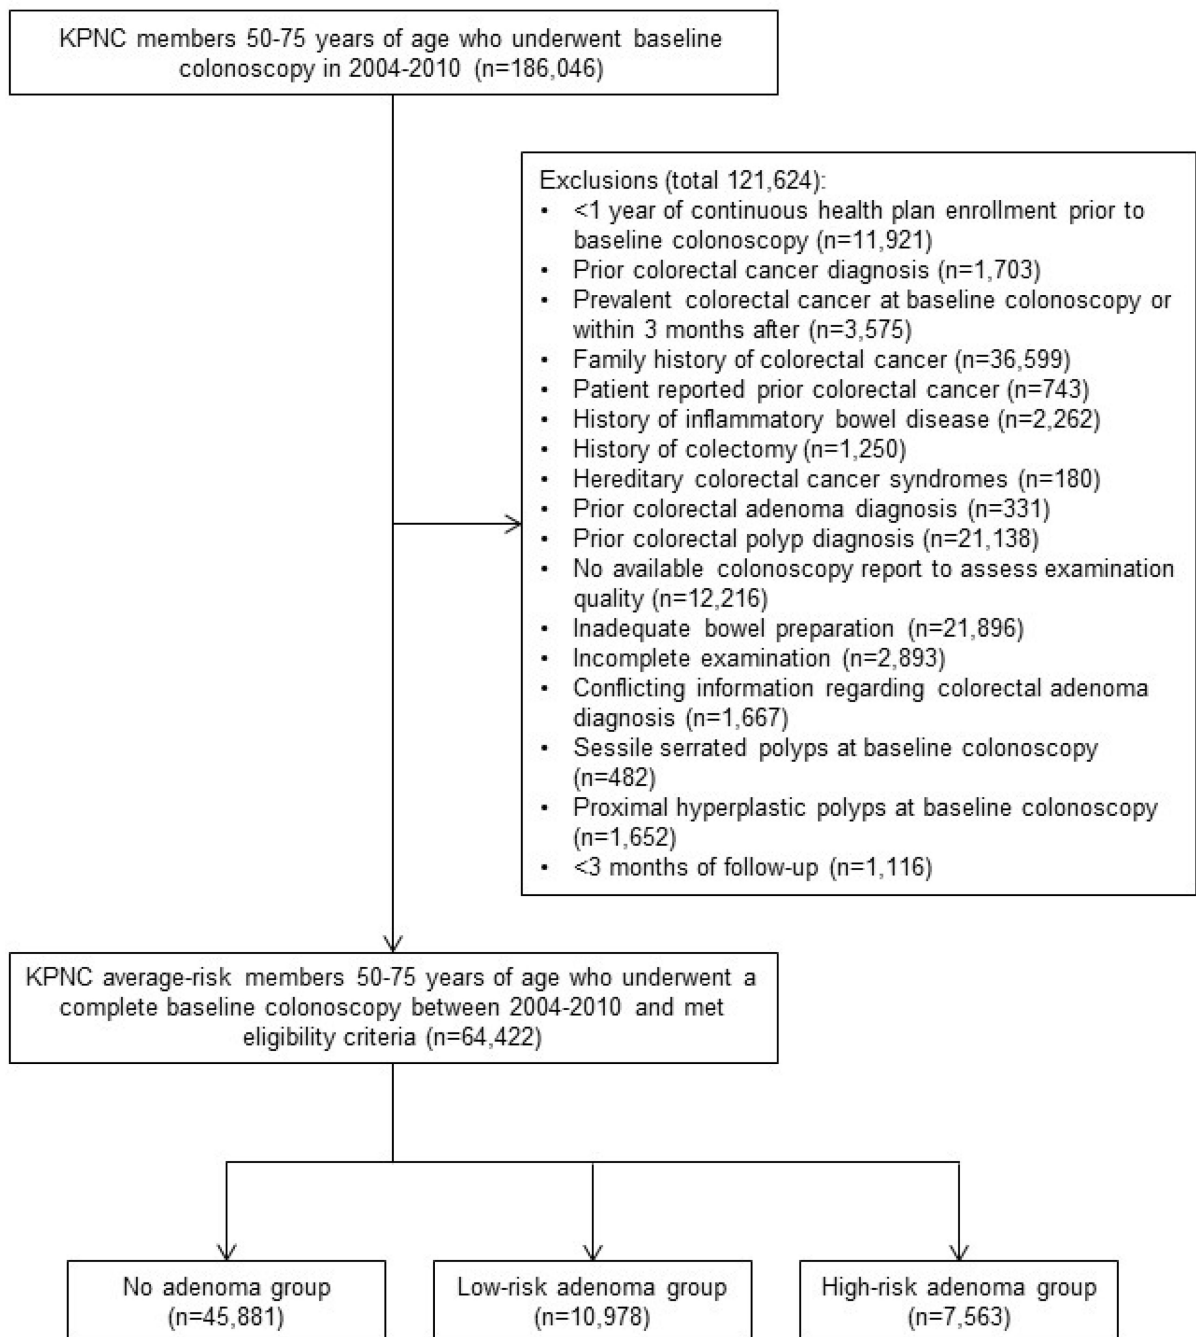 KPNC members 50-75 years of age who underwent baseline
colonoscopy in 2004-2010 (n=186,046)
Exclusions (total 121,624):
• <1 year of continuous health plan enrollment prior to
baseline colonoscopy (n=11,921)
• Prior colorectal cancer diagnosis (n=1,703)
• Prevalent colorectal cancer at baseline colonoscopy or
within 3 months after (n=3,575)
• Family history of colorectal cancer (n=36,599)
• Patient reported prior colorectal cancer (n=743)
• History of inflammatory bowel disease (n=2,262)
• History of colectomy (n=1,250)
• Hereditary colorectal cancer syndromes (n=180)
• Prior colorectal adenoma diagnosis (n=331)
• Prior colorectal polyp diagnosis (n=21,138)
• No available colonoscopy report to assess examination
quality (n=12,216)
• Inadequate bowel preparation (n=21,896)
• Incomplete examination (n=2,893)
• Conflicting information regarding colorectal adenoma
diagnosis (n=1,667)
• Sessile serrated polyps at baseline colonoscopy
(n=482)
• Proximal hyperplastic polyps at baseline colonoscopy
(n=1,652)
• <3 months of follow-up (n=1,116)
KPNC average-risk members 50-75 years of age who underwent a
complete baseline colonoscopy between 2004-2010 and met
eligibility criteria (n=64,422)
No adenoma group
(n=45,881)
Low-risk adenoma group
(n=10,978)
High-risk adenoma group
(n=7,563)